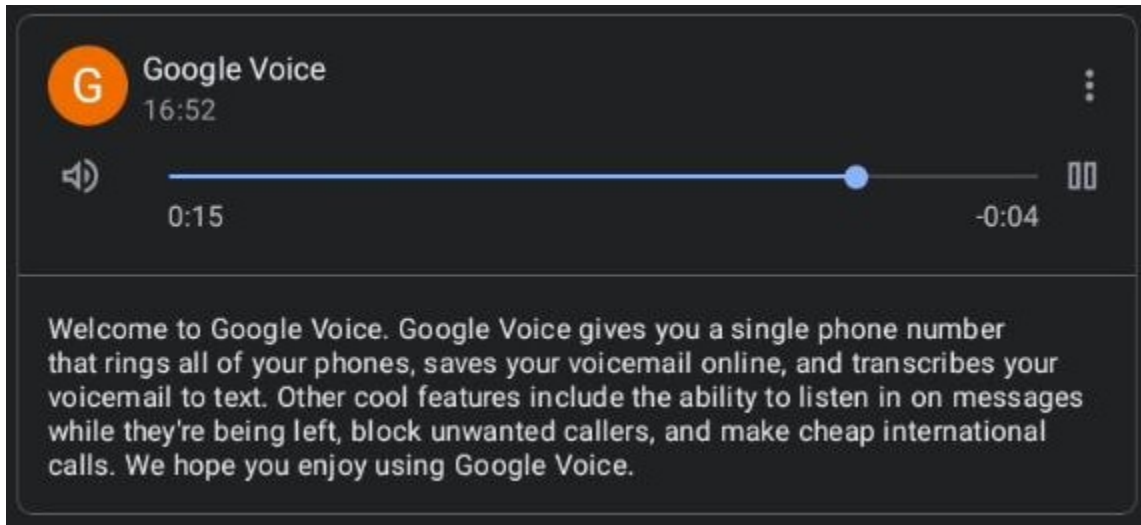 G
Google Voice
16:52
0:15
-0:04
Welcome to Google Voice. Google Voice gives you a single phone number
that rings all of your phones, saves your voicemail online, and transcribes your
voicemail to text. Other cool features include the ability to listen in on messages
while they're being left, block unwanted callers, and make cheap international
calls. We hope you enjoy using Google Voice.